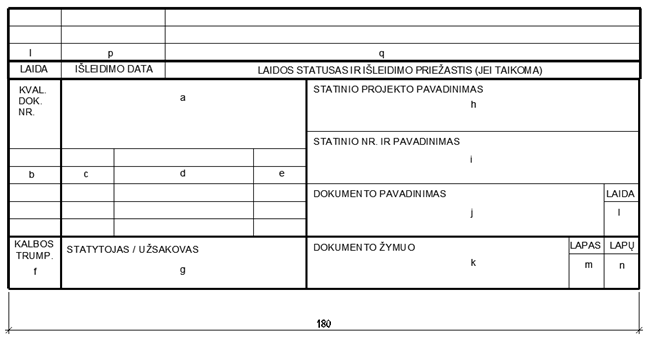 l p q
LAIDA IŠLEIDIMO DATA LAIDOS STATUSAS IR IŠLEIDIMO PRIEŽASTIS (JEI TAIKOMA)
KVAL.
DOK.
NR.
a
b c d e
STATINIO PROJEKTO PAVADINIMAS
h
STATINIO NR. IR PAVADINIMAS
i
DOKUMENTO PAVADINIMAS
j
LAIDA
l
KALBOS
TRUMP.
f
STATYTOJAS / UŽSAKOVAS
g
DOKUMENTO ŽYMUO
k
LAPAS
m
LAPŲ
n
180